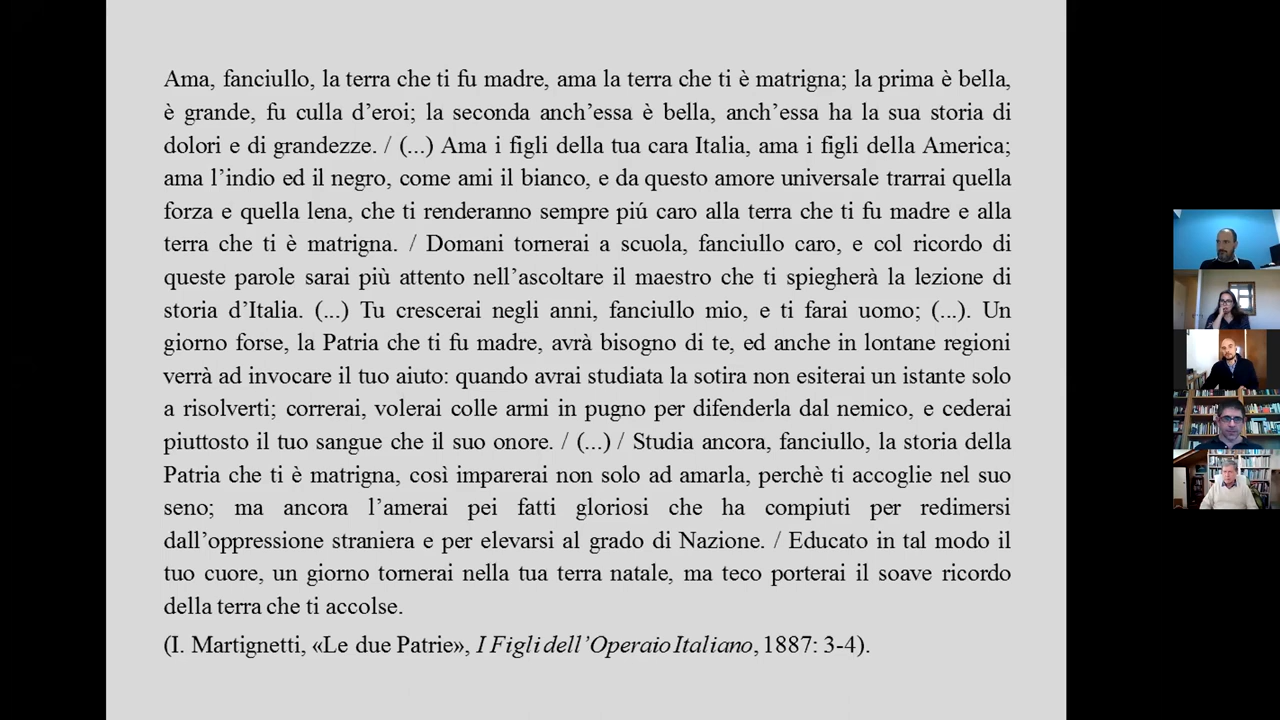 Ama, fanciullo, la terra che ti fu madre, ama la terra che ti è matrigna; la prima è bella,
è grande, fu culla d’eroi; la seconda anch’essa è bella, anch’essa ha la sua storia di
dolori e di grandezze. / (...) Ama i figli della tua cara Italia, ama i figli della America;
ama l’indio ed il negro, come ami il bianco, e da questo amore universale trarrai quella
forza e quella lena, che ti renderanno sempre piú caro alla terra che ti fu madre e alla
terra che ti è matrigna. / Domani tornerai a scuola, fanciullo caro, e col ricordo di
queste parole sarai più attento nell’ascoltare il maestro che ti spiegherà la lezione di
storia d’Italia. (...) Tu crescerai negli anni, fanciullo mio, e ti farai uomo; (...). Un
giorno forse, la Patria che ti fu madre, avrà bisogno di te, ed anche in lontane regioni
verrà ad invocare il tuo aiuto: quando avrai studiata la sotira non esiterai un istante solo
a risolverti; correrai, volerai colle armi in pugno per difenderla dal nemico, e cederai
piuttosto il tuo sangue che il suo onore. / (...) / Studia ancora, fanciullo, la storia della
Patria che ti è matrigna, così imparerai non solo ad amarla, perchè ti accoglie nel suo
seno; ma ancora l’amerai pei fatti gloriosi che ha compiuti per redimersi
dall’oppressione straniera e per elevarsi al grado di Nazione. / Educato in tal modo il
tuo cuore, un giorno tornerai nella tua terra natale, ma teco porterai il soave ricordo
della terra che ti accolse.
(I. Martignetti, «Le due Patrie», I Figli dell’Operaio Italiano, 1887: 3-4).